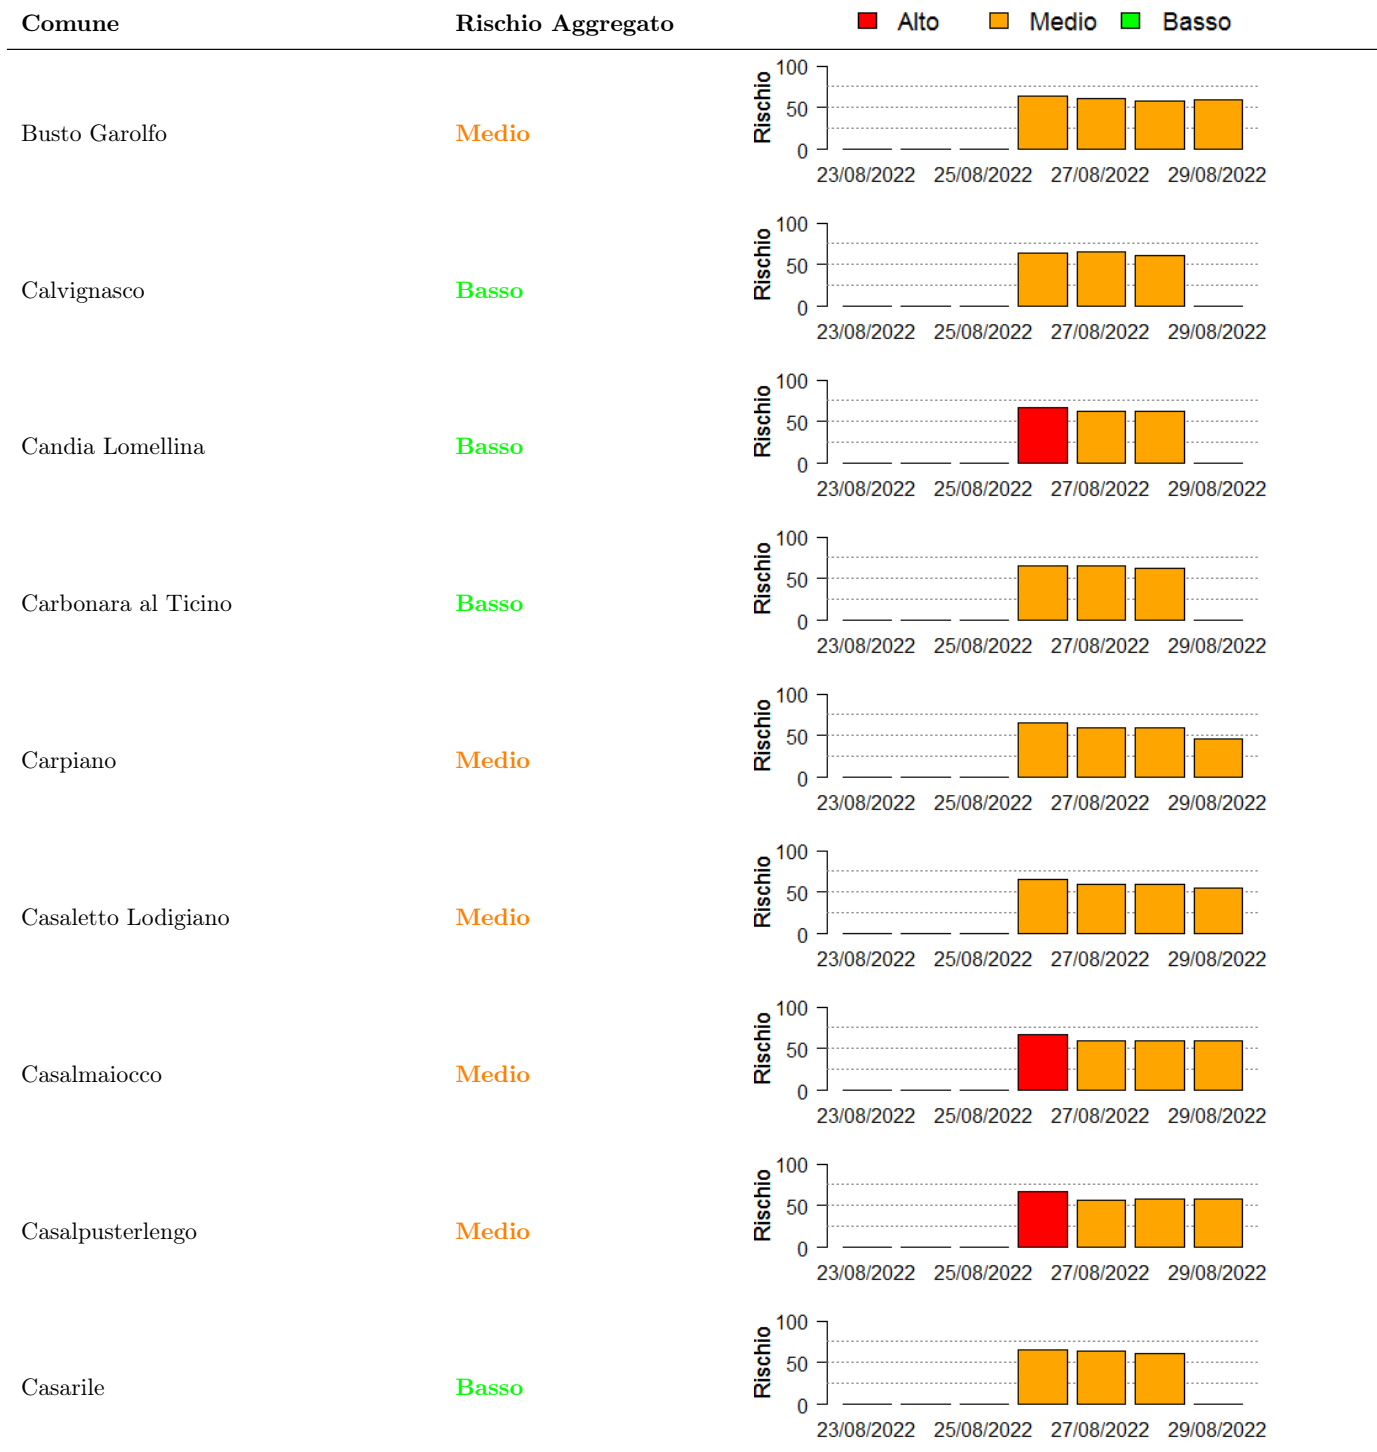 Comune Rischio Aggregato Alto Medio Basso
100
50
0
Rischio
Busto Garolfo Medio
23/08/2022 25/08/2022 27/08/2022 29/08/2022
100
50
0
Rischio
Calvignasco Basso
23/08/2022 25/08/2022 27/08/2022 29/08/2022
100
50
0
Rischio
Candia Lomellina Basso
23/08/2022 25/08/2022 27/08/2022 29/08/2022
100
50
0
Rischio
Carbonara al Ticino Basso
23/08/2022 25/08/2022 27/08/2022 29/08/2022
100
50
0
Rischio
Carpiano Medio
23/08/2022 25/08/2022 27/08/2022 29/08/2022
100
50
0
Rischio
Casaletto Lodigiano Medio
23/08/2022 25/08/2022 27/08/2022 29/08/2022
100
50
0
Rischio
Casalmaiocco Medio
23/08/2022 25/08/2022 27/08/2022 29/08/2022
100
50
0
Rischio
Casalpusterlengo Medio
23/08/2022 25/08/2022 27/08/2022 29/08/2022
100
50
0
Rischio
Casarile Basso
23/08/2022 25/08/2022 27/08/2022 29/08/2022